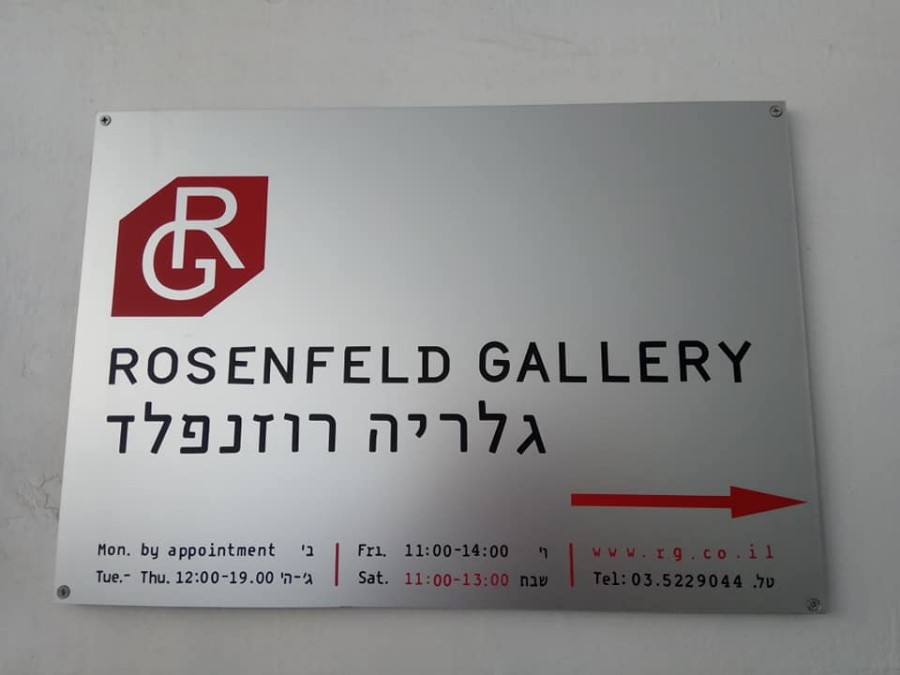 RG
ROSENFELD GALLERY
גלריה רוזנפלד
Mon. by appointment ב'
Tue.- Thu. 12:00-19.00 ג'-ה'
Fri. 11:00-14:00 ו'
Sat. 11:00-13:00 שבת
www.rg.co.il
Tel: 03.5229044 טל.